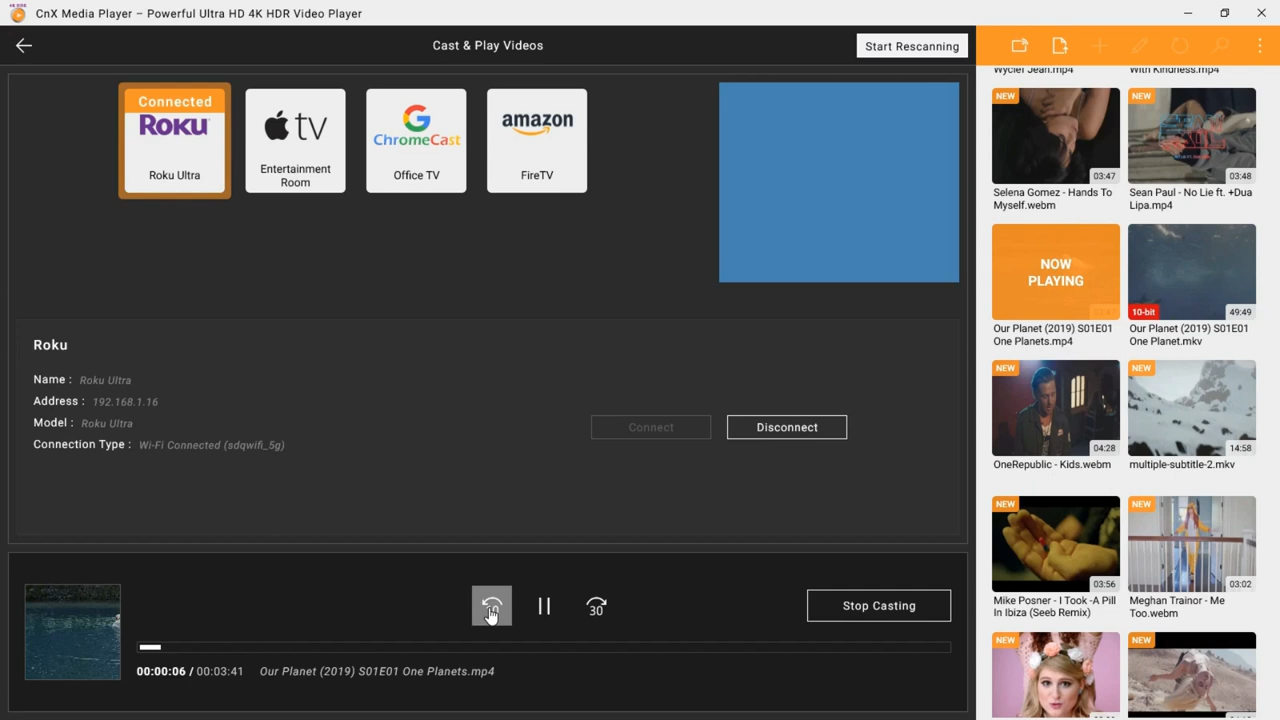 CnX Media Player – Powerful Ultra HD 4K HDR Video Player
Cast & Play Videos
Start Rescanning
Connected
ROKU
Roku Ultra
tv
Entertainment
Room
G
ChromeCast
Office TV
amazon
FireTV
Roku
Name : Roku Ultra
Address : 192.168.1.16
Model : Roku Ultra
Connection Type : Wi-Fi Connected (sdqwifi_5g)
Connect
Disconnect
30
Stop Casting
00:00:06 / 00:03:41 Our Planet (2019) S01E01 One Planets.mp4
Wyclef Jean.mp4
With Kindness.mp4
NEW
03:47
Selena Gomez - Hands To
Myself.webm
NEW
03:48
Sean Paul - No Lie ft. +Dua
Lipa.mp4
NOW
PLAYING
Our Planet (2019) S01E01
One Planets.mp4
10-bit
49:49
Our Planet (2019) S01E01
One Planet.mkv
NEW
04:28
OneRepublic - Kids.webm
NEW
14:58
multiple-subtitle-2.mkv
NEW
03:56
Mike Posner - I Took -A Pill
In Ibiza (Seeb Remix)
NEW
03:02
Meghan Trainor - Me
Too.webm
NEW
NEW